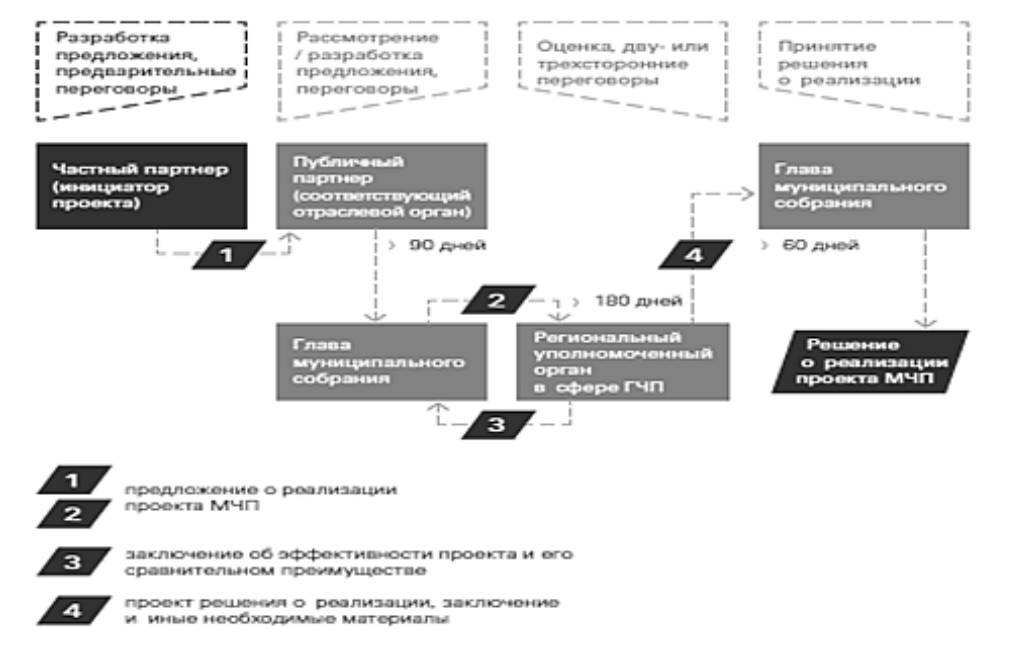 Разработка
предложения,
предварительные
переговоры
Рассмотрение
/ разработка
предложения,
переговоры
Оценка, дву- или
трехсторонние
переговоры
Принятие
решения
о реализации
Частный партнер
(инициатор
проекта)
Публичный
партнер
(соответствующий
отраслевой орган)
Глава
муниципального
собрания
1
> 90 дней
4
> 60 дней
2
> 180 дней
Глава
муниципального
собрания
Региональный
уполномоченный
орган
в сфере ГЧП
Решение
о реализации
проекта МЧП
3
1
2
предложение о реализации
проекта МЧП
3
заключение об эффективности проекта и его
сравнительном преимуществе
4
проект решения о реализации, заключение
и иные необходимые материалы